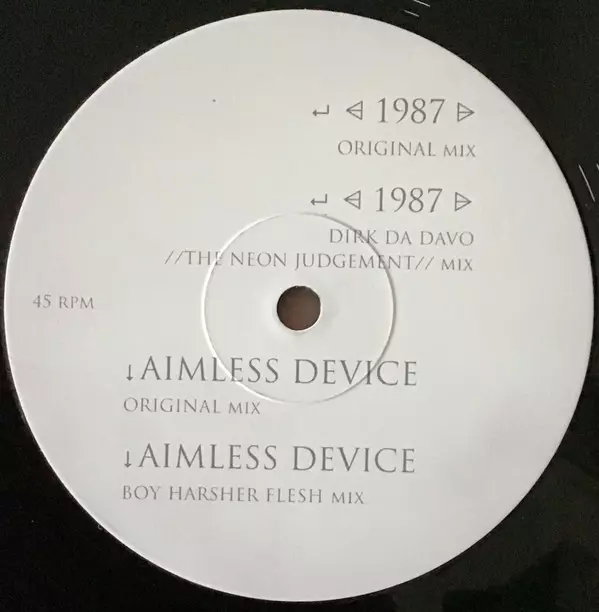 ↵ ⩤ 1987 ⩥
ORIGINAL MIX
↵ ⩤ 1987 ⩥
DIRK DA DAVO
//THE NEON JUDGEMENT// MIX
45 RPM
↓AIMLESS DEVICE
ORIGINAL MIX
↓AIMLESS DEVICE
BOY HARSHER FLESH MIX